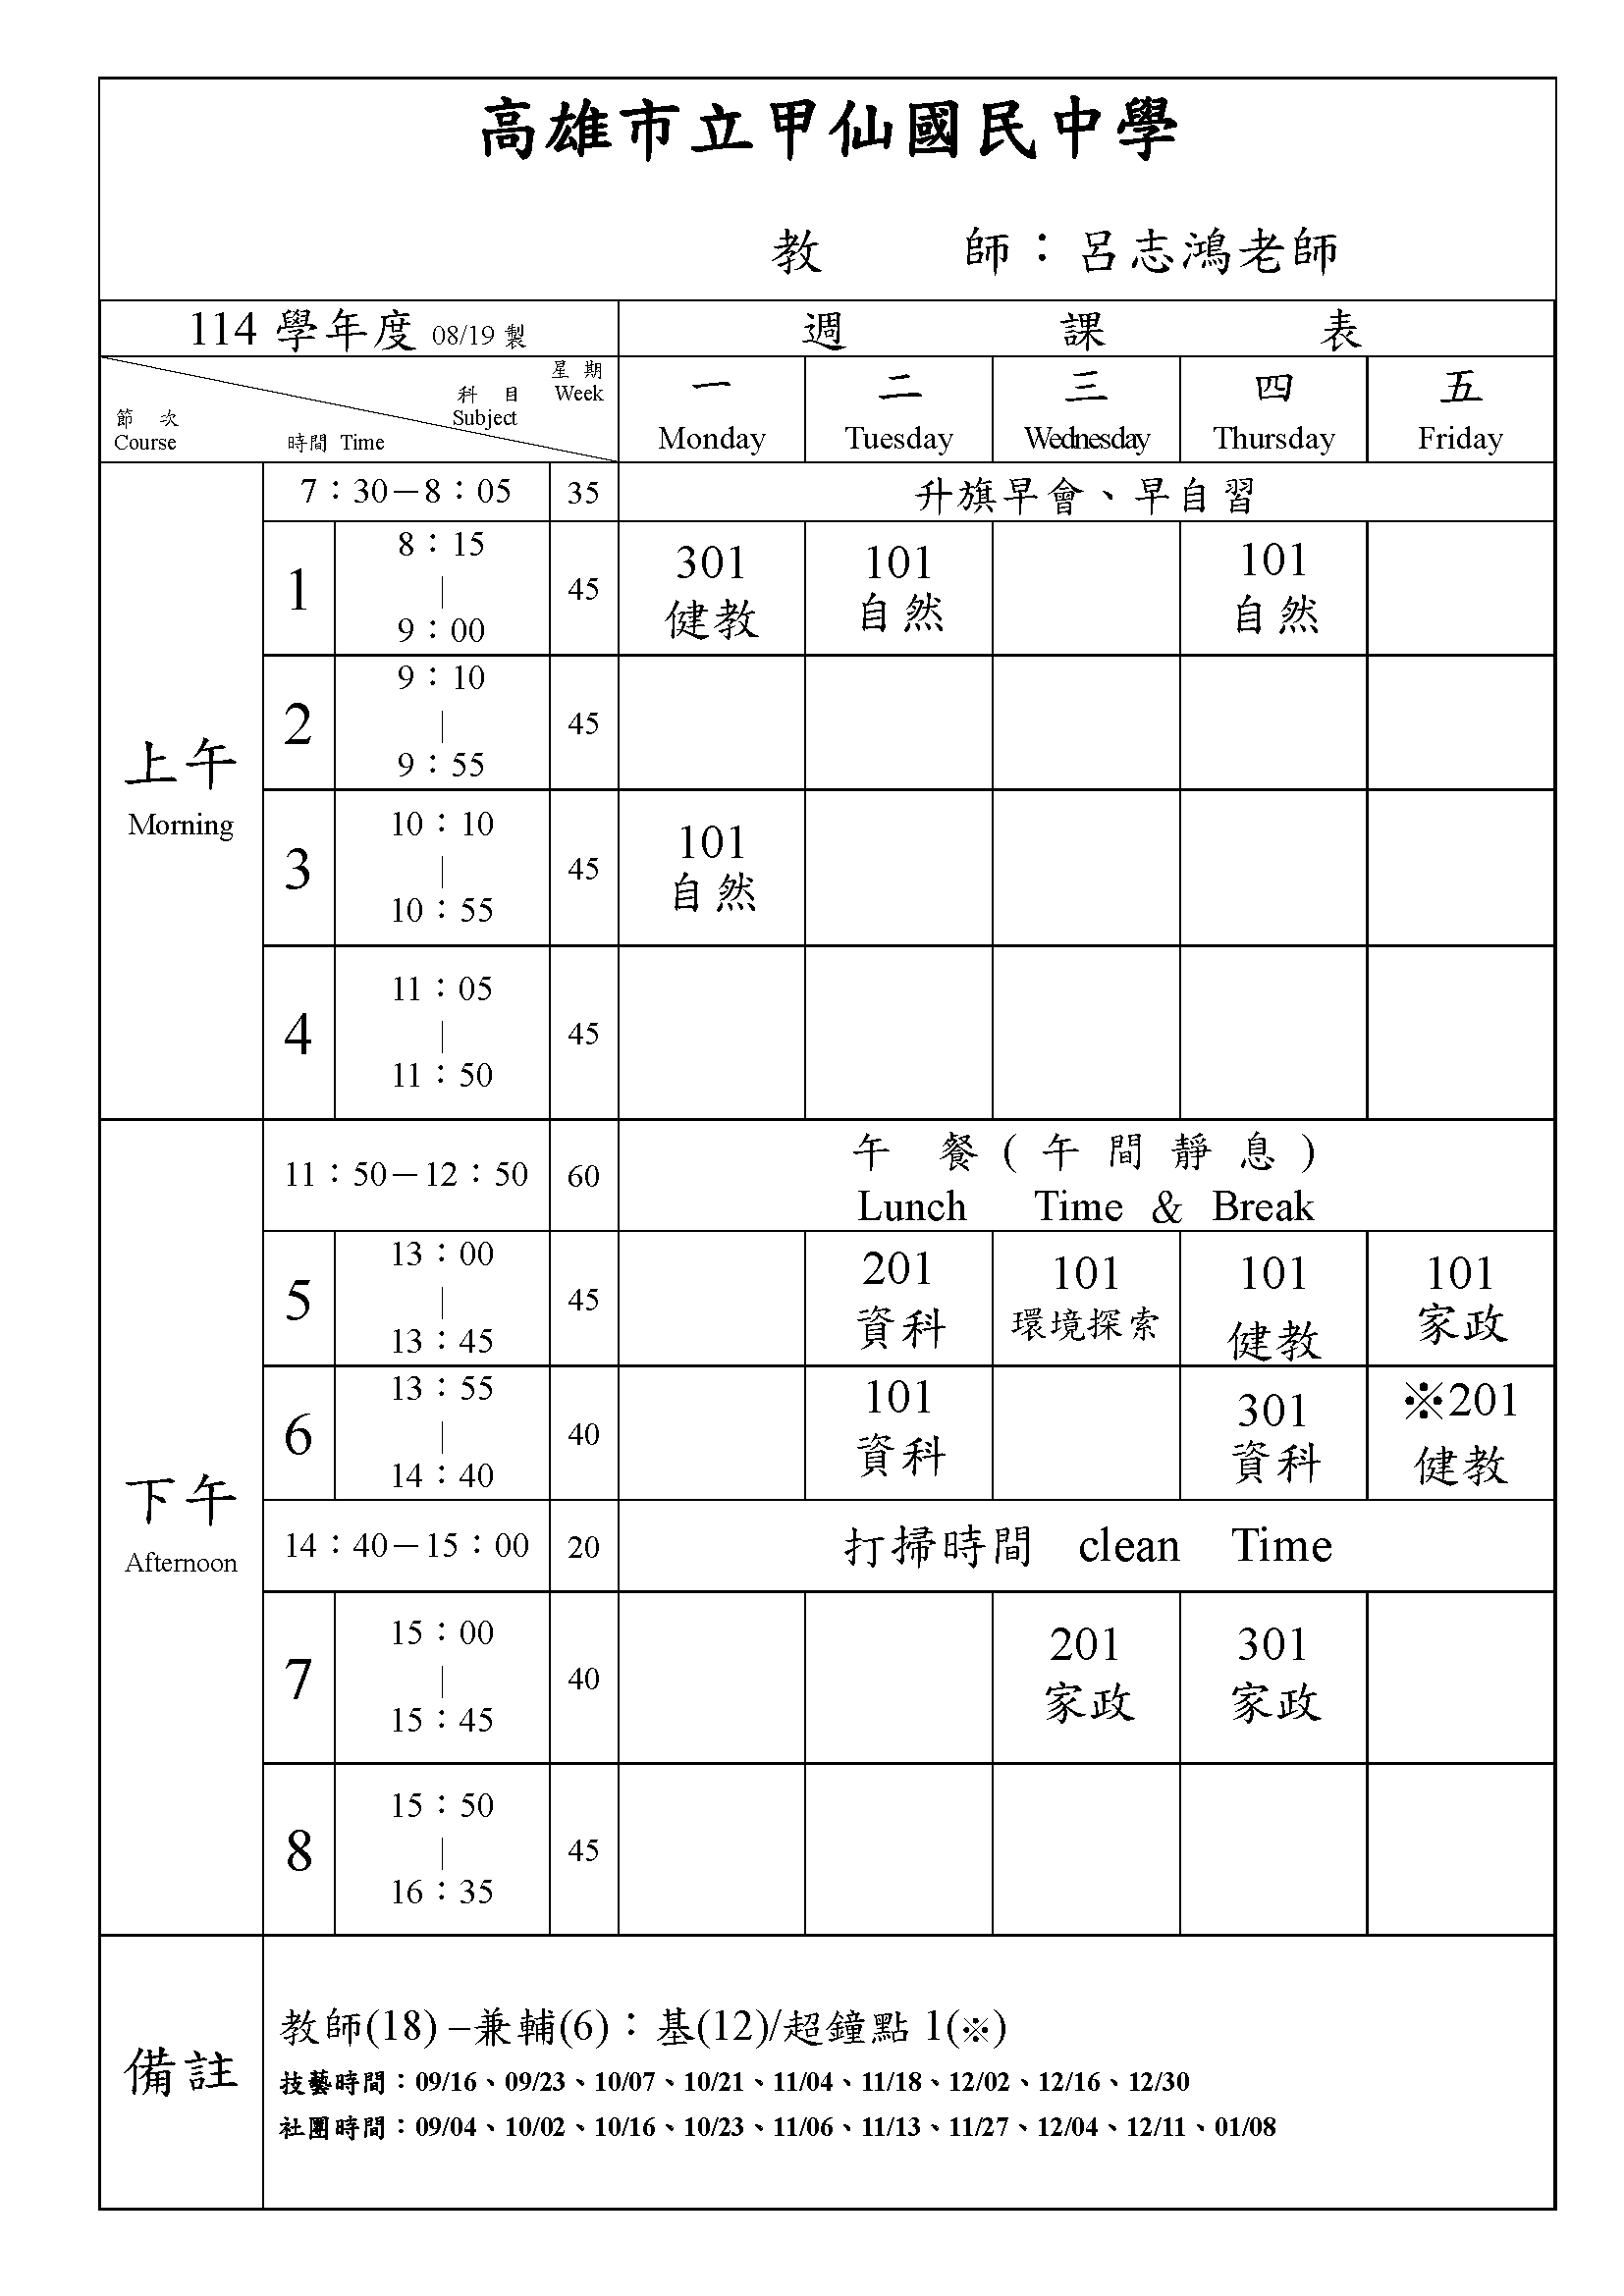 高雄市立甲仙國民中學
教　　師：呂志鴻老師
114 學年度 08/19 製
週　課　表
星 期
Week
科 目
Subject
節 次
Course
時間 Time
一 二 三 四 五
Monday Tuesday Wednesday Thursday Friday
上午
Morning
7：30－8：05 35 升旗早會、早自習
1
8：15
｜
9：00
45
301 101 101
健教 自然 自然
2
9：10
｜
9：55
45
3
10：10
｜
10：55
45
101
自然
4
11：05
｜
11：50
45
下午
Afternoon
11：50－12：50 60
午 餐 ( 午 間 靜 息 )
Lunch Time & Break
5
13：00
｜
13：45
45
201 101 101 101
資科 環境探索 健教 家政
6
13：55
｜
14：40
40
101 301 ※201
資科 資科 健教
14：40－15：00 20 打掃時間 clean Time
7
15：00
｜
15：45
40
201 301
家政 家政
8
15：50
｜
16：35
45
備註
教師(18) –兼輔(6)：基(12)/超鐘點 1(※)
技藝時間：09/16、09/23、10/07、10/21、11/04、11/18、12/02、12/16、12/30
社團時間：09/04、10/02、10/16、10/23、11/06、11/13、11/27、12/04、12/11、01/08